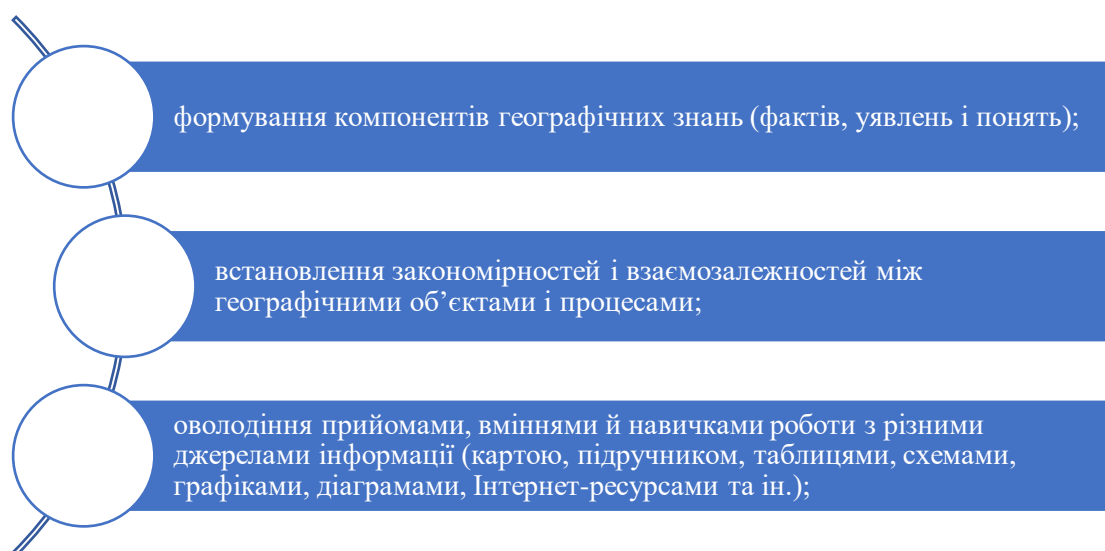 формування компонентів географічних знань (фактів, уявлень і понять);
встановлення закономірностей і взаємозалежностей між
географічними об’єктами і процесами;
оволодіння прийомами, вміннями й навичками роботи з різними
джерелами інформації (картою, підручником, таблицями, схемами,
графіками, діаграмами, Інтернет-ресурсами та ін.);